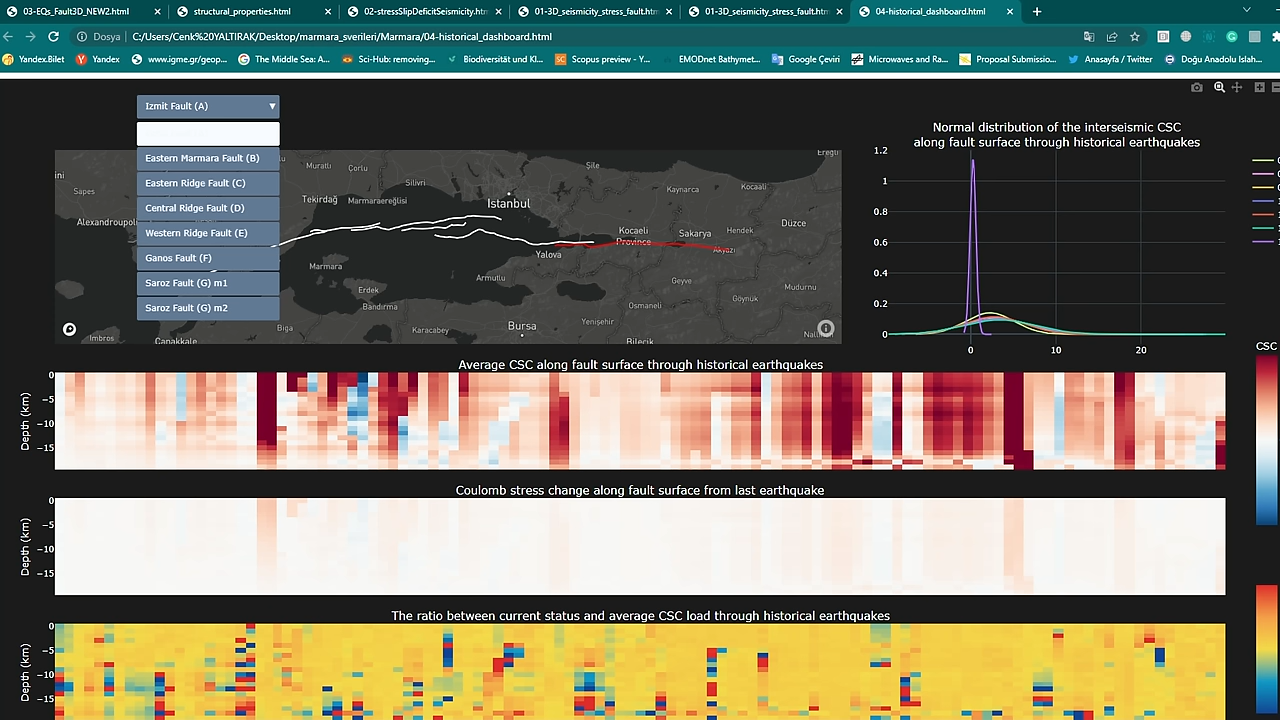 03-EQs_Fault3D_NEW2.html
structural_properties.html
02-stressSlipDeficitSeismicity.htm
01-3D_seismicity_stress_fault.htm
01-3D_seismicity_stress_fault.htm
04-historical_dashboard.html
Dosya
C:/Users/Cenk%20YALTIRAK/Desktop/marmara_sverileri/Marmara/04-historical_dashboard.html
Yandex.Bilet
Yandex
www.igme.gr/geop...
The Middle Sea: A...
Sci-Hub: removing...
Biodiversität und Kl...
Scopus preview - Y...
EMODnet Bathymet...
Google Çeviri
Microwaves and Ra...
Proposal Submissio...
Anasayfa / Twitter
Doğu Anadolu Islah...
Izmit Fault (A)
Eastern Marmara Fault (B)
Eastern Ridge Fault (C)
Central Ridge Fault (D)
Western Ridge Fault (E)
Ganos Fault (F)
Saroz Fault (G) m1
Saroz Fault (G) m2
Muratlı
Çorlu
Silivri
Şile
Ereğli
Sapes
Tekirdağ
Marmaraereğlisi
Istanbul
Kaynarca
Kocaali
Alexandroupol
Kocaeli
Province
Sakarya
Hendek
Düzce
Akyazı
Yalova
Marmara
Armutlu
Geyve
Göynük
Mudurnu
Erdek
Bandırma
Osmaneli
Yenişehir
Imbros
Çanakkale
Biga
Karacabey
Bursa
Bilecik
Nallıhan
Normal distribution of the interseismic CSC
along fault surface through historical earthquakes
1.2
1
0.8
0.6
0.4
0.2
0
0
10
20
CSC
Average CSC along fault surface through historical earthquakes
Depth (km)
0
−5
−10
−15
Coulomb stress change along fault surface from last earthquake
Depth (km)
0
−5
−10
−15
The ratio between current status and average CSC load through historical earthquakes
Depth (km)
0
−5
−10
−15